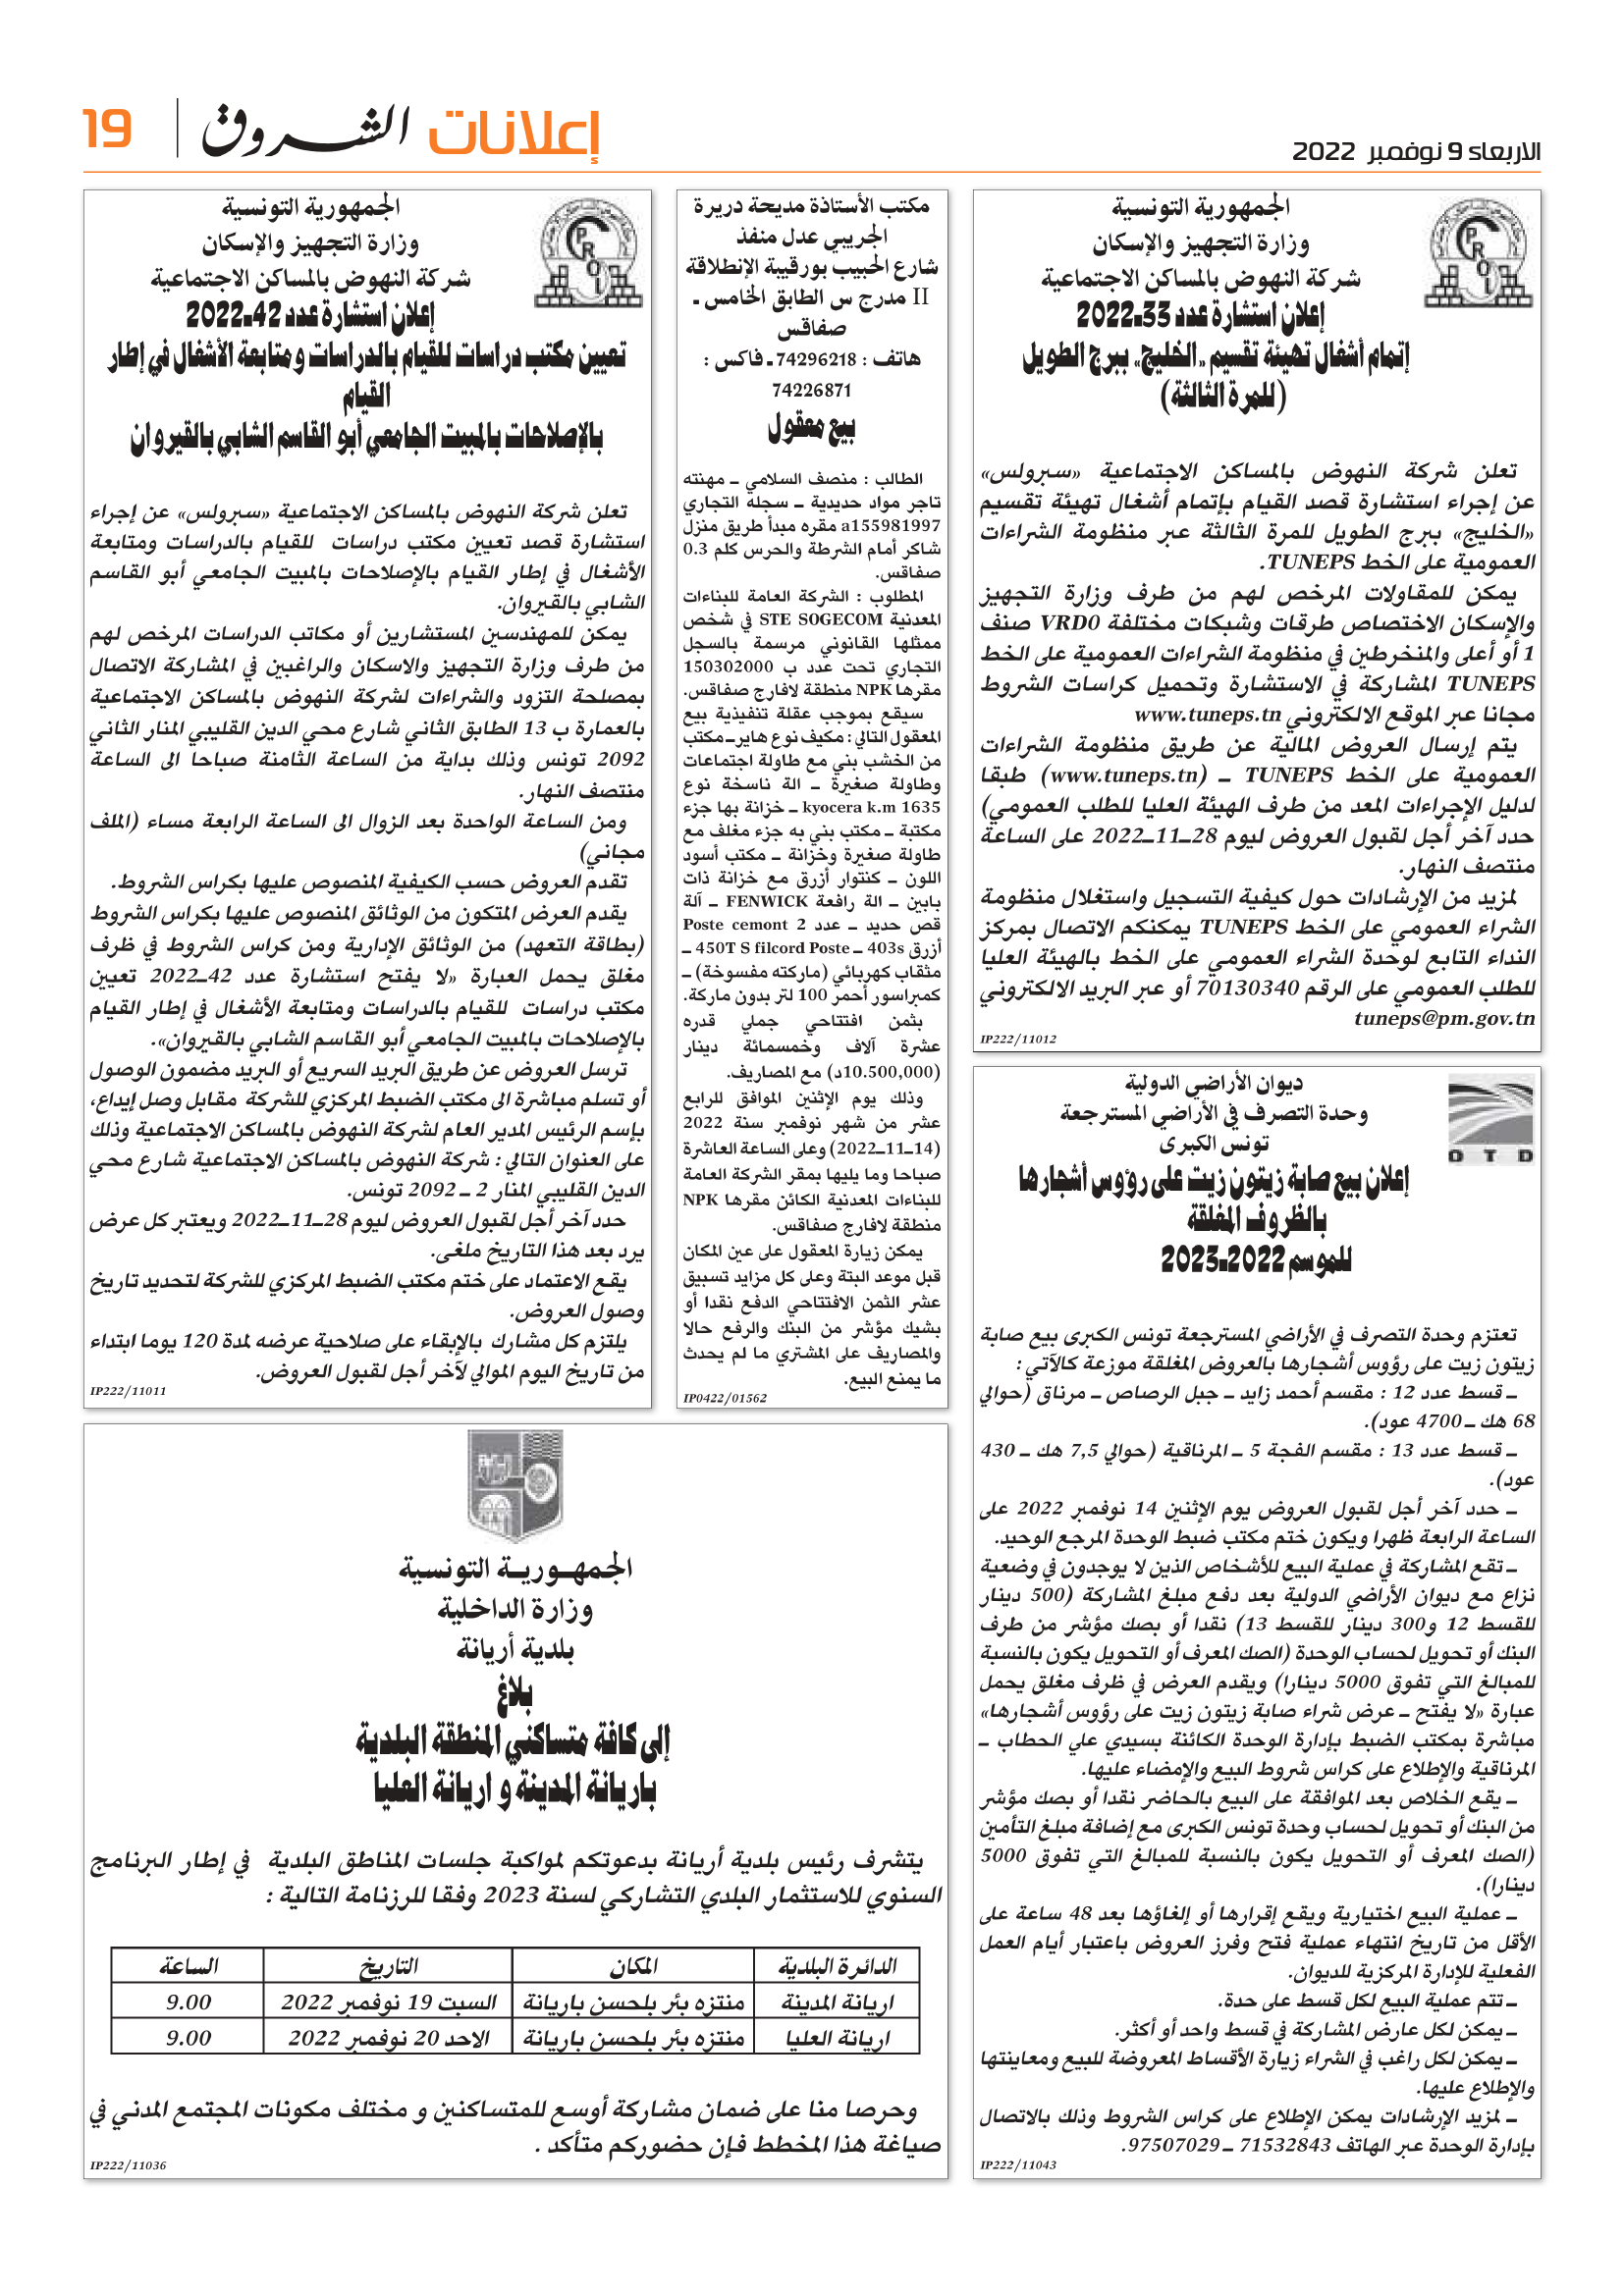 الاربعاء 9 نوفمبر 2022
إعلانات الشروق 19
الجمهورية التونسية
وزارة التجهيز والإسكان
شركة النهوض بالمساكن الاجتماعية
إعلان استشارة عدد 33ـ2022
إتمام أشغال تهيئة تقسيم «الخليج» ببرج الطويل
(للمرة الثالثة)
تعلن شركة النهوض بالمساكن الاجتماعية «سبرولس»
عن إجراء استشارة قصد القيام بإتمام أشغال تهيئة تقسيم
«الخليج» ببرج الطويل للمرة الثالثة عبر منظومة الشراءات
العمومية على الخط TUNEPS.
يمكن للمقاولات المرخص لهم من طرف وزارة التجهيز
والإسكان الاختصاص طرقات وشبكات مختلفة VRD0 صنف
1 أو أعلى والمنخرطين في منظومة الشراءات العمومية على الخط
TUNEPS المشاركة في الاستشارة وتحميل كراسات الشروط
مجانا عبر الموقع الالكتروني www.tuneps.tn
يتم إرسال العروض المالية عن طريق منظومة الشراءات
العمومية على الخط TUNEPS ـ (www.tuneps.tn) طبقا
لدليل الإجراءات المعد من طرف الهيئة العليا للطلب العمومي)
حدد آخر أجل لقبول العروض ليوم 28ـ11ـ2022 على الساعة
منتصف النهار.
لمزيد من الإرشادات حول كيفية التسجيل واستغلال منظومة
الشراء العمومي على الخط TUNEPS يمكنكم الاتصال بمركز
النداء التابع لوحدة الشراء العمومي على الخط بالهيئة العليا
للطلب العمومي على الرقم 70130340 أو عبر البريد الالكتروني
tuneps@pm.gov.tn
IP222/11012
OTD
ديوان الأراضي الدولية
وحدة التصرف في الأراضي المسترجعة
تونس الكبرى
إعلان بيع صابة زيتون زيت على رؤوس أشجارها
بالظروف المغلقة
للموسم 2022ـ2023
تعتزم وحدة التصرف في الأراضي المسترجعة تونس الكبرى بيع صابة
زيتون زيت على رؤوس أشجارها بالعروض المغلقة موزعة كالآتي :
ـ قسط عدد 12 : مقسم أحمد زايد ـ جبل الرصاص ـ مرناق (حوالي
68 هك ـ 4700 عود).
ـ قسط عدد 13 : مقسم الفجة 5 ـ المرناقية (حوالي 7,5 هك ـ 430
عود).
ـ حدد آخر أجل لقبول العروض يوم الإثنين 14 نوفمبر 2022 على
الساعة الرابعة ظهرا ويكون ختم مكتب ضبط الوحدة المرجع الوحيد.
ـ تقع المشاركة في عملية البيع للأشخاص الذين لا يوجدون في وضعية
نزاع مع ديوان الأراضي الدولية بعد دفع مبلغ المشاركة (500 دينار
للقسط 12 و300 دينار للقسط 13) نقدا أو بصك مؤشر من طرف
البنك أو تحويل لحساب الوحدة (الصك المعرف أو التحويل يكون بالنسبة
للمبالغ التي تفوق 5000 دينارا) ويقدم العرض في ظرف مغلق يحمل
عبارة «لا يفتح ـ عرض شراء صابة زيتون زيت على رؤوس أشجارها»
مباشرة بمكتب الضبط بإدارة الوحدة الكائنة بسيدي علي الحطاب ـ
المرناقية والإطلاع على كراس شروط البيع والإمضاء عليها.
ـ يقع الخلاص بعد الموافقة على البيع بالحاضر نقدا أو بصك مؤشر
من البنك أو تحويل لحساب وحدة تونس الكبرى مع إضافة مبلغ التأمين
(الصك المعرف أو التحويل يكون بالنسبة للمبالغ التي تفوق 5000
دينارا).
ـ عملية البيع اختيارية ويقع إقرارها أو إلغاؤها بعد 48 ساعة على
الأقل من تاريخ انتهاء عملية فتح وفرز العروض باعتبار أيام العمل
الفعلية للإدارة المركزية للديوان.
ـ تتم عملية البيع لكل قسط على حدة.
ـ يمكن لكل عارض المشاركة في قسط واحد أو أكثر.
ـ يمكن لكل راغب في الشراء زيارة الأقساط المعروضة للبيع ومعاينتها
والإطلاع عليها.
ـ لمزيد الإرشادات يمكن الإطلاع على كراس الشروط وذلك بالاتصال
بإدارة الوحدة عبر الهاتف 71532843 ـ 97507029.
IP222/11043
مكتب الأستاذة مديحة دريرة
الجريبي عدل منفذ
شارع الحبيب بورقيبة الإنطلاقة
II مدرج س الطابق الخامس ـ
صفاقس
هاتف : 74296218 ـ فاكس :
74226871
بيع معقول
الطالب : منصف السلامي ـ مهنته
تاجر مواد حديدية ـ سجله التجاري
a155981997 مقره مبدأ طريق منزل
شاكر أمام الشرطة والحرس كلم 0.3
صفاقس.
المطلوب : الشركة العامة للبناءات
المعدنية STE SOGECOM في شخص
ممثلها القانوني مرسمة بالسجل
التجاري تحت عدد ب 150302000
مقرها NPK منطقة لافارج صفاقس.
سيقع بموجب عقلة تنفيذية بيع
المعقول التالي : مكيف نوع هاير ـ مكتب
من الخشب بني مع طاولة اجتماعات
وطاولة صغيرة ـ الة ناسخة نوع
kyocera k.m 1635 ـ خزانة بها جزء
مكتبة ـ مكتب بني به جزء مغلف مع
طاولة صغيرة وخزانة ـ مكتب أسود
اللون ـ كنتوار أزرق مع خزانة ذات
بابين ـ الة رافعة FENWICK ـ آلة
قص حديد ـ عدد 2 Poste cemont
أزرق 403s ـ 450T S filcord Poste ـ
مثقاب كهربائي (ماركته مفسوخة) ـ
كمبراسور أحمر 100 لتر بدون ماركة.
بثمن افتتاحي جملي قدره
عشرة آلاف وخمسمائة دينار
(10.500,000د) مع المصاريف.
وذلك يوم الإثنين الموافق للرابع
عشر من شهر نوفمبر سنة 2022
(14ـ11ـ2022) وعلى الساعة العاشرة
صباحا وما يليها بمقر الشركة العامة
للبناءات المعدنية الكائن مقرها NPK
منطقة لافارج صفاقس.
يمكن زيارة المعقول على عين المكان
قبل موعد البتة وعلى كل مزايد تسبيق
عشر الثمن الافتتاحي الدفع نقدا أو
بشيك مؤشر من البنك والرفع حالا
والمصاريف على المشتري ما لم يحدث
ما يمنع البيع.
IP0422/01562
الجمهورية التونسية
وزارة التجهيز والإسكان
شركة النهوض بالمساكن الاجتماعية
إعلان استشارة عدد 42ـ2022
تعيين مكتب دراسات للقيام بالدراسات و متابعة الأشغال في إطار
القيام
بالإصلاحات بالمبيت الجامعي أبو القاسم الشابي بالقيروان
تعلن شركة النهوض بالمساكن الاجتماعية «سبرولس» عن إجراء
استشارة قصد تعيين مكتب دراسات للقيام بالدراسات ومتابعة
الأشغال في إطار القيام بالإصلاحات بالمبيت الجامعي أبو القاسم
الشابي بالقيروان.
يمكن للمهندسين المستشارين أو مكاتب الدراسات المرخص لهم
من طرف وزارة التجهيز والاسكان والراغبين في المشاركة الاتصال
بمصلحة التزود والشراءات لشركة النهوض بالمساكن الاجتماعية
بالعمارة ب 13 الطابق الثاني شارع محي الدين القليبي المنار الثاني
2092 تونس وذلك بداية من الساعة الثامنة صباحا الى الساعة
منتصف النهار.
ومن الساعة الواحدة بعد الزوال الى الساعة الرابعة مساء (الملف
مجاني)
تقدم العروض حسب الكيفية المنصوص عليها بكراس الشروط.
يقدم العرض المتكون من الوثائق المنصوص عليها بكراس الشروط
(بطاقة التعهد) من الوثائق الإدارية ومن كراس الشروط في ظرف
مغلق يحمل العبارة «لا يفتح استشارة عدد 42ـ2022 تعيين
مكتب دراسات للقيام بالدراسات ومتابعة الأشغال في إطار القيام
بالإصلاحات بالمبيت الجامعي أبو القاسم الشابي بالقيروان».
ترسل العروض عن طريق البريد السريع أو البريد مضمون الوصول
أو تسلم مباشرة الى مكتب الضبط المركزي للشركة مقابل وصل إيداع،
بإسم الرئيس المدير العام لشركة النهوض بالمساكن الاجتماعية وذلك
على العنوان التالي : شركة النهوض بالمساكن الاجتماعية شارع محي
الدين القليبي المنار 2 ـ 2092 تونس.
حدد آخر أجل لقبول العروض ليوم 28ـ11ـ2022 ويعتبر كل عرض
يرد بعد هذا التاريخ ملغى.
يقع الاعتماد على ختم مكتب الضبط المركزي للشركة لتحديد تاريخ
وصول العروض.
يلتزم كل مشارك بالإبقاء على صلاحية عرضه لمدة 120 يوما ابتداء
من تاريخ اليوم الموالي لآخر أجل لقبول العروض.
IP222/11011
الجمهـوريـة التونسية
وزارة الداخلية
بلدية أريانة
بلاغ
إلى كافة متساكني المنطقة البلدية
باريانة المدينة و اريانة العليا
يتشرف رئيس بلدية أريانة بدعوتكم لمواكبة جلسات المناطق البلدية في إطار البرنامج
السنوي للاستثمار البلدي التشاركي لسنة 2023 وفقا للرزنامة التالية :
الدائرة البلدية المكان التاريخ الساعة
اريانة المدينة منتزه بئر بلحسن باريانة السبت 19 نوفمبر 2022 9.00
اريانة العليا منتزه بئر بلحسن باريانة الاحد 20 نوفمبر 2022 9.00
وحرصا منا على ضمان مشاركة أوسع للمتساكنين و مختلف مكونات المجتمع المدني في
صياغة هذا المخطط فإن حضوركم متأكد .
IP222/11036